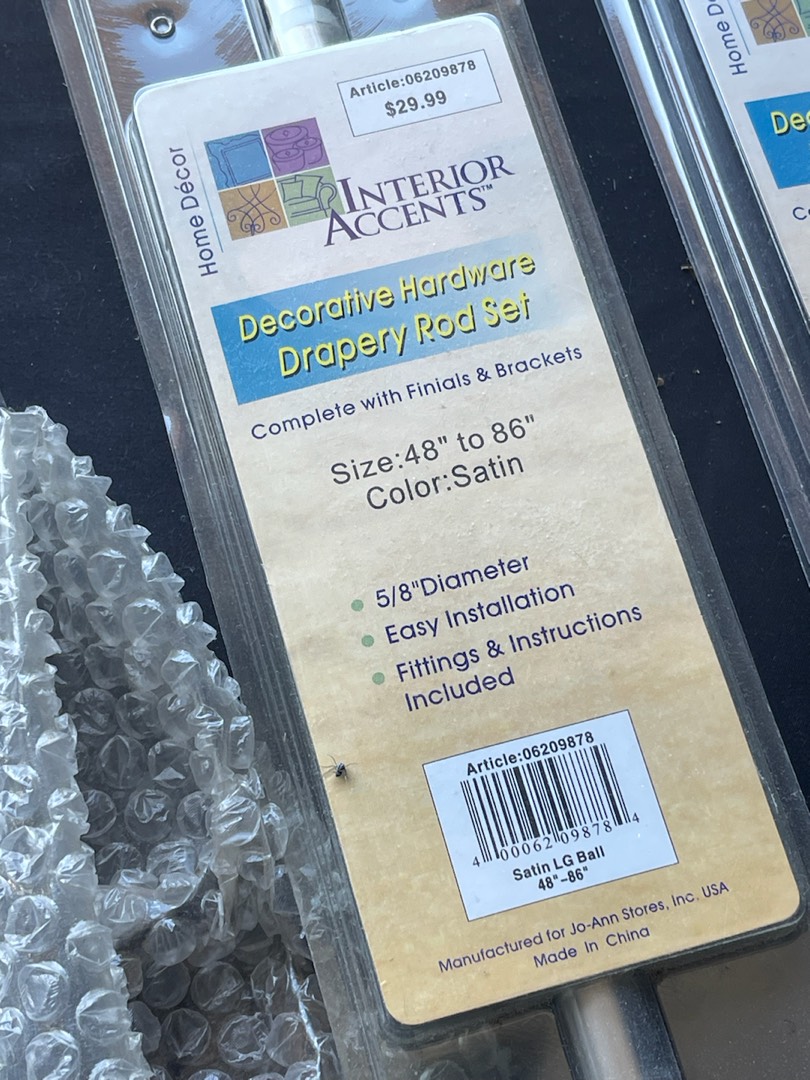 Article:06209878
$29.99
Home Décor
INTERIOR
ACCENTS™
Decorative Hardware
Drapery Rod Set
Complete with Finials & Brackets
Size:48" to 86"
Color:Satin
5/8"Diameter
Easy Installation
Fittings & Instructions
Included
Article:06209878
4 00062 09878 4
Satin LG Ball
48"-86"
Manufactured for Jo-Ann Stores, Inc. USA
Made In China